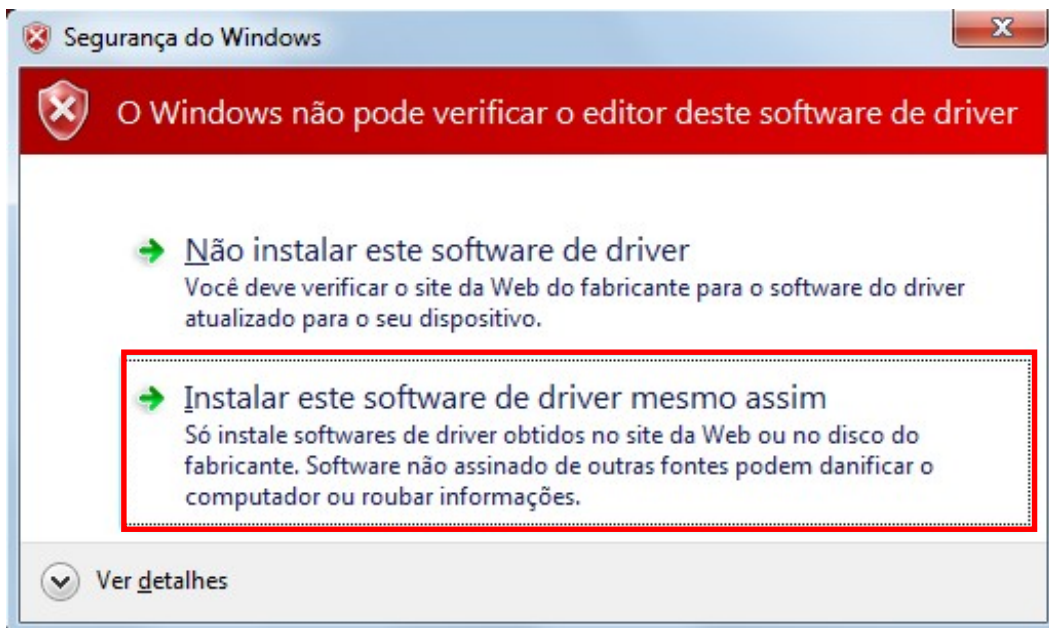 Segurança do Windows
O Windows não pode verificar o editor deste software de driver
Não instalar este software de driver
Você deve verificar o site da Web do fabricante para o software do driver
atualizado para o seu dispositivo.
Instalar este software de driver mesmo assim
Só instale softwares de driver obtidos no site da Web ou no disco do
fabricante. Software não assinado de outras fontes podem danificar o
computador ou roubar informações.
Ver detalhes